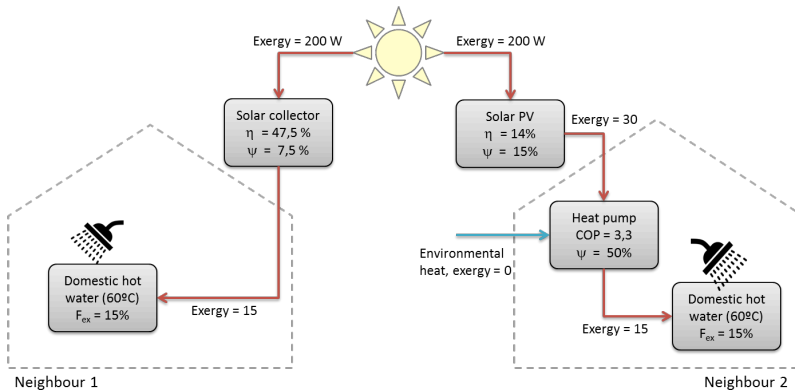 Exergy = 200 W
Exergy = 200 W
Solar collector
η = 47,5 %
ψ = 7,5 %
Solar PV
η = 14%
ψ = 15%
Exergy = 30
Heat pump
COP = 3,3
ψ = 50%
Environmental
heat, exergy = 0
Domestic hot
water (60ºC)
Fex = 15%
Exergy = 15
Domestic hot
water (60ºC)
Fex = 15%
Exergy = 15
Neighbour 1
Neighbour 2